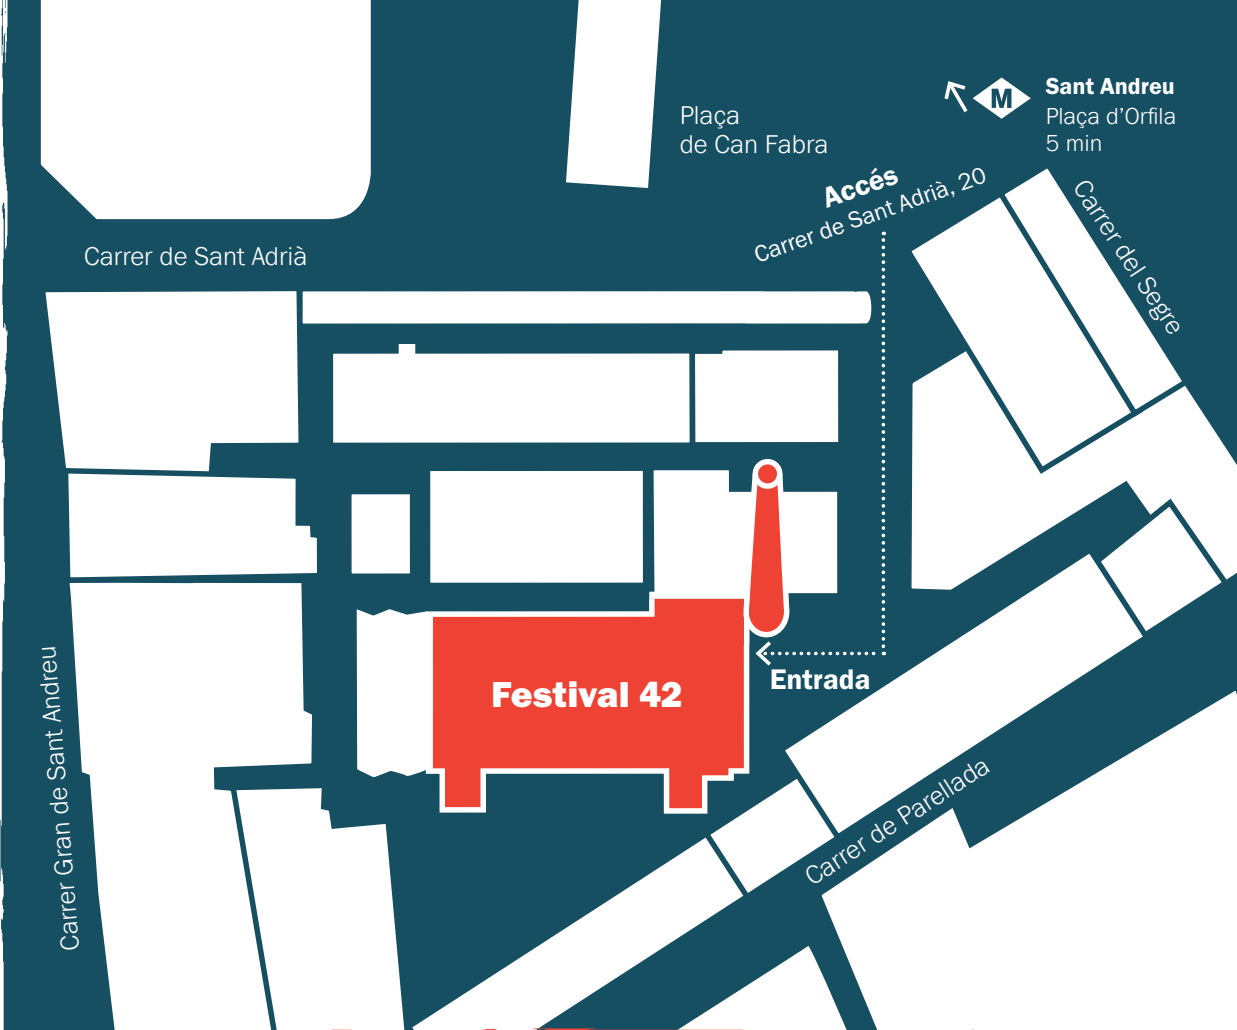 M
Sant Andreu
Plaça d’Orfila
5 min
Plaça
de Can Fabra
Accés
Carrer de Sant Adrià, 20
Carrer del Segre
Carrer de Sant Adrià
Festival 42
Entrada
Carrer Gran de Sant Andreu
Carrer de Parellada